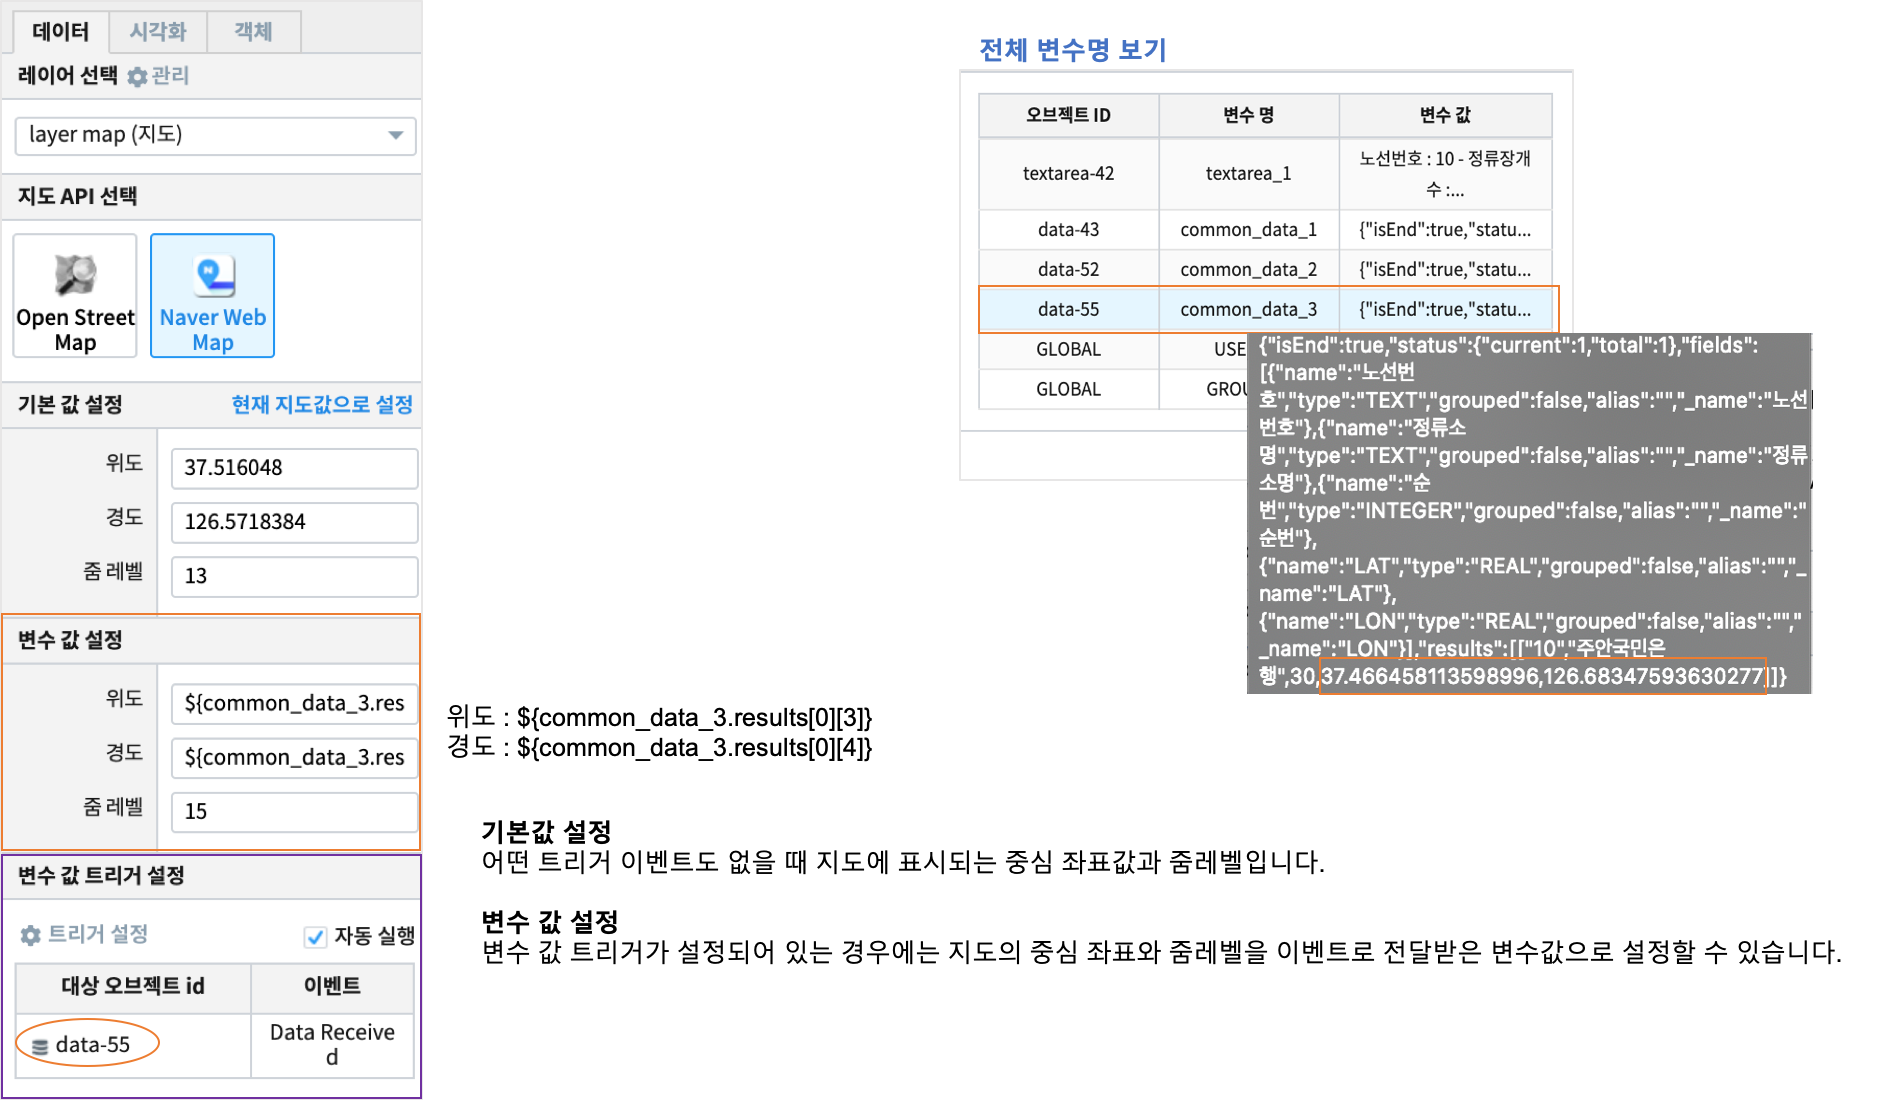 데이터 시각화 객체
레이어 선택 관리
layer map (지도)
지도 API 선택
Open Street
Map
Naver Web
Map
기본 값 설정 현재 지도값으로 설정
위도 37.516048
경도 126.5718384
줌 레벨 13
변수 값 설정
위도 ${common_data_3.res
경도 ${common_data_3.res
줌 레벨 15
변수 값 트리거 설정
트리거 설정 자동 실행
대상 오브젝트 id 이벤트
data-55 Data Receive
d
전체 변수명 보기
오브젝트 ID 변수 명 변수 값
textarea-42 textarea_1 노선번호 : 10 - 정류장개
수 :...
data-43 common_data_1 {"isEnd":true,"statu...
data-52 common_data_2 {"isEnd":true,"statu...
data-55 common_data_3 {"isEnd":true,"statu...
GLOBAL USE
GLOBAL GROU
{"isEnd":true,"status":{"current":1,"total":1},"fields":
[{"name":"노선번
호","type":"TEXT","grouped":false,"alias":"","_name":"노선
번호"},{"name":"정류소
명","type":"TEXT","grouped":false,"alias":"","_name":"정류
소명"},{"name":"순
번","type":"INTEGER","grouped":false,"alias":"","_name":"
순번"},
{"name":"LAT","type":"REAL","grouped":false,"alias":"","_
name":"LAT"},
{"name":"LON","type":"REAL","grouped":false,"alias":"","
_name":"LON"}],"results":[["10","주안국민은
행",30,37.466458113598996,126.68347593630277]]}
위도 : ${common_data_3.results[0][3]}
경도 : ${common_data_3.results[0][4]}
기본값 설정
어떤 트리거 이벤트도 없을 때 지도에 표시되는 중심 좌표값과 줌레벨입니다.
변수 값 설정
변수 값 트리거가 설정되어 있는 경우에는 지도의 중심 좌표와 줌레벨을 이벤트로 전달받은 변수값으로 설정할 수 있습니다.